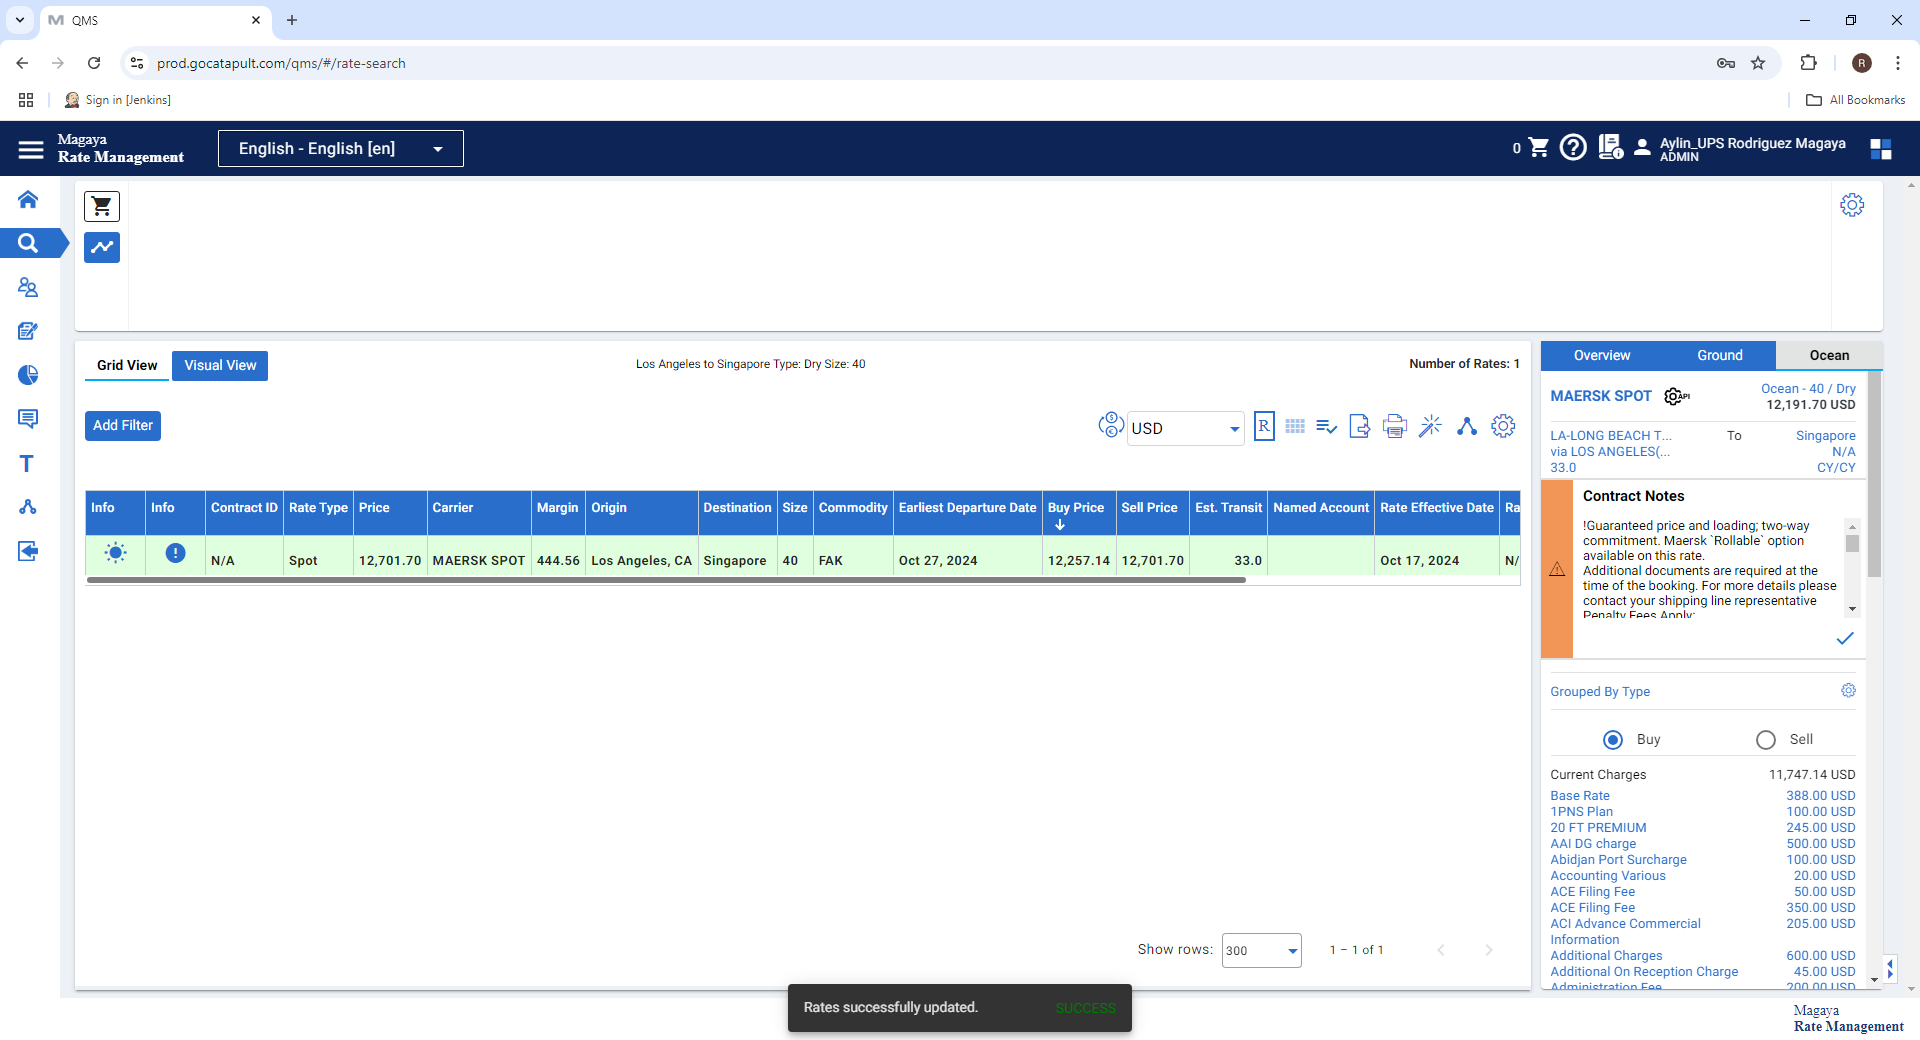 QMS
prod.gocatapult.com/qms/#/rate-search
R
Sign in [Jenkins]
All Bookmarks
Magaya
Rate Management
English - English [en]
0
Aylin_UPS Rodriguez Magaya
ADMIN
Grid View
Visual View
Los Angeles to Singapore Type: Dry Size: 40
Number of Rates: 1
Add Filter
USD
R
Info
Info
Contract ID
Rate Type
Price
Carrier
Margin
Origin
Destination
Size
Commodity
Earliest Departure Date
Buy Price
Sell Price
Est. Transit
Named Account
Rate Effective Date
Ra
N/A
Spot
12,701.70
MAERSK SPOT
444.56
Los Angeles, CA
Singapore
40
FAK
Oct 27, 2024
12,257.14
12,701.70
33.0
Oct 17, 2024
N/
Show rows:
300
1 – 1 of 1
Overview
Ground
Ocean
MAERSK SPOT
API
Ocean - 40 / Dry
12,191.70 USD
LA-LONG BEACH T...
To
Singapore
via LOS ANGELES(...
N/A
33.0
CY/CY
Contract Notes
!Guaranteed price and loading; two-way
commitment. Maersk `Rollable` option
available on this rate.
Additional documents are required at the
time of the booking. For more details please
contact your shipping line representative
Penalty Fees Apply:
Grouped By Type
Buy
Sell
Current Charges 11,747.14 USD
Base Rate 388.00 USD
1PNS Plan 100.00 USD
20 FT PREMIUM 245.00 USD
AAI DG charge 500.00 USD
Abidjan Port Surcharge 100.00 USD
Accounting Various 20.00 USD
ACE Filing Fee 50.00 USD
ACE Filing Fee 350.00 USD
ACI Advance Commercial 205.00 USD
Information
Additional Charges 600.00 USD
Additional On Reception Charge 45.00 USD
Administration Fee 200.00 USD
Rates successfully updated.
SUCCESS
Magaya
Rate Management